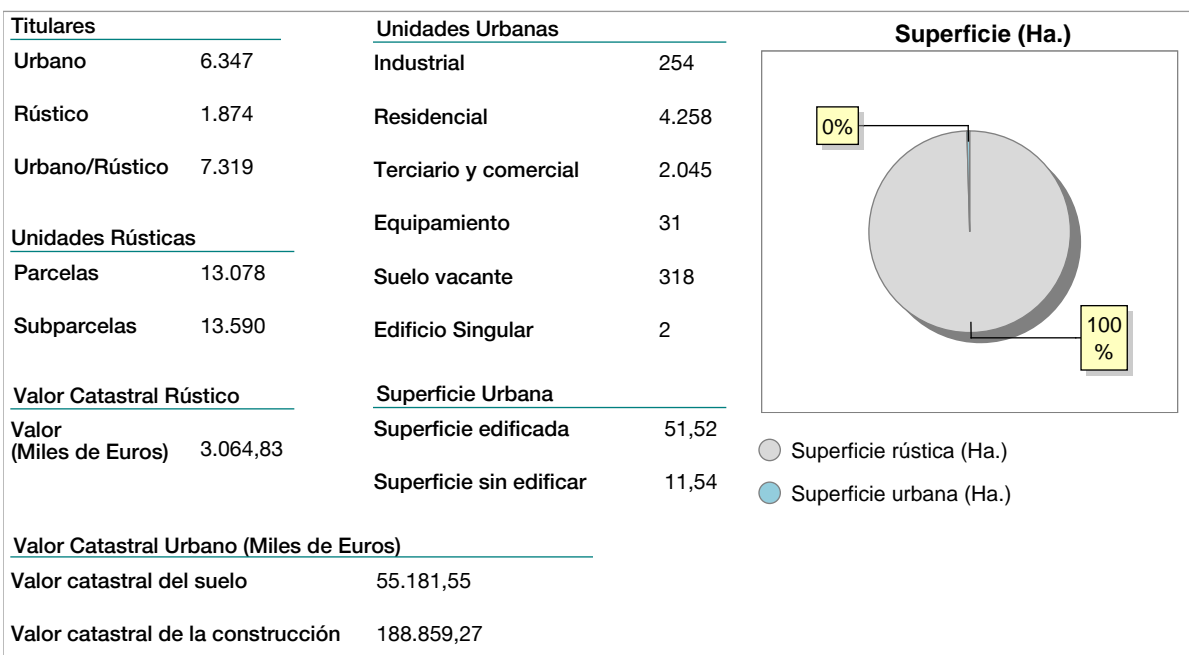 Titulares
Urbano 6.347
Rústico 1.874
Urbano/Rústico 7.319
Unidades Rústicas
Parcelas 13.078
Subparcelas 13.590
Valor Catastral Rústico
Valor
(Miles de Euros) 3.064,83
Unidades Urbanas
Industrial 254
Residencial 4.258
Terciario y comercial 2.045
Equipamiento 31
Suelo vacante 318
Edificio Singular 2
Superficie Urbana
Superficie edificada 51,52
Superficie sin edificar 11,54
Valor Catastral Urbano (Miles de Euros)
Valor catastral del suelo 55.181,55
Valor catastral de la construcción 188.859,27
Superficie (Ha.)
0%
100
%
Superficie rústica (Ha.)
Superficie urbana (Ha.)